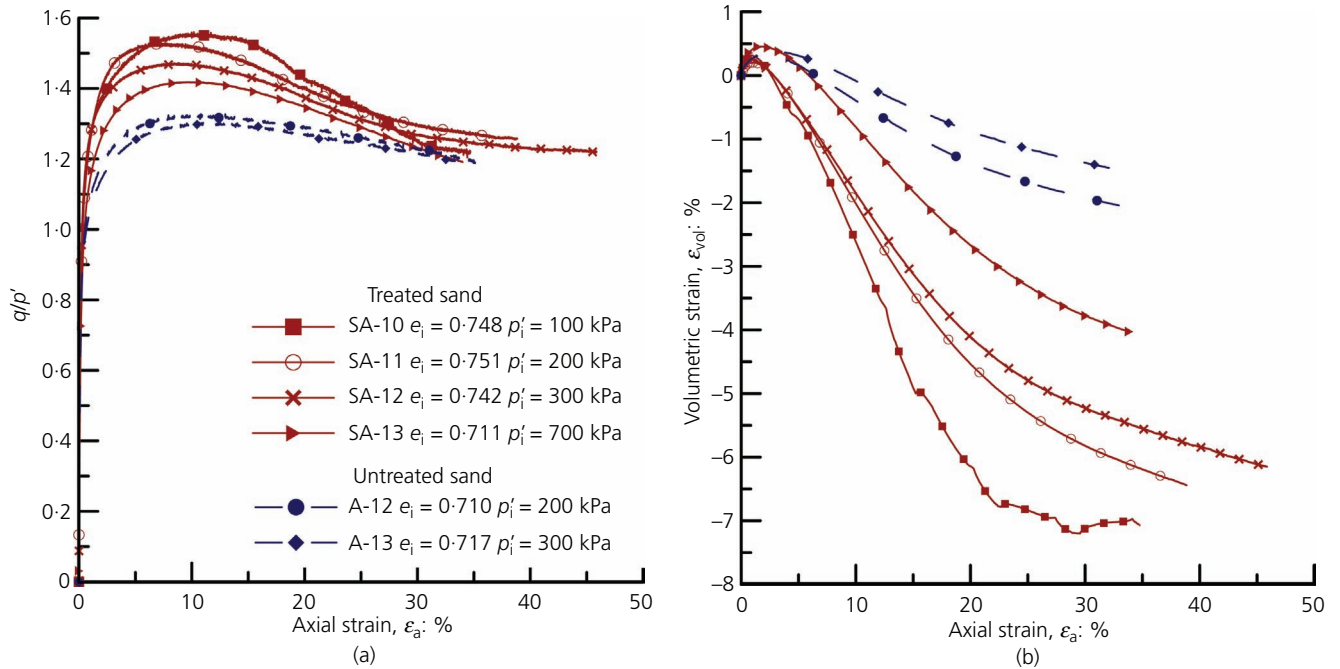 1·6
1·4
1·2
1·0
0·8
0·6
0·4
0·2
0
q/p′
Treated sand
SA-10 eᵢ = 0·748 p′ᵢ = 100 kPa
SA-11 eᵢ = 0·751 p′ᵢ = 200 kPa
SA-12 eᵢ = 0·742 p′ᵢ = 300 kPa
SA-13 eᵢ = 0·711 p′ᵢ = 700 kPa
Untreated sand
A-12 eᵢ = 0·710 p′ᵢ = 200 kPa
A-13 eᵢ = 0·717 p′ᵢ = 300 kPa
0 10 20 30 40 50
Axial strain, εa: %
(a)
1
0
−1
−2
−3
−4
−5
−6
−7
−8
Volumetric strain, εvol: %
0 10 20 30 40 50
Axial strain, εa: %
(b)